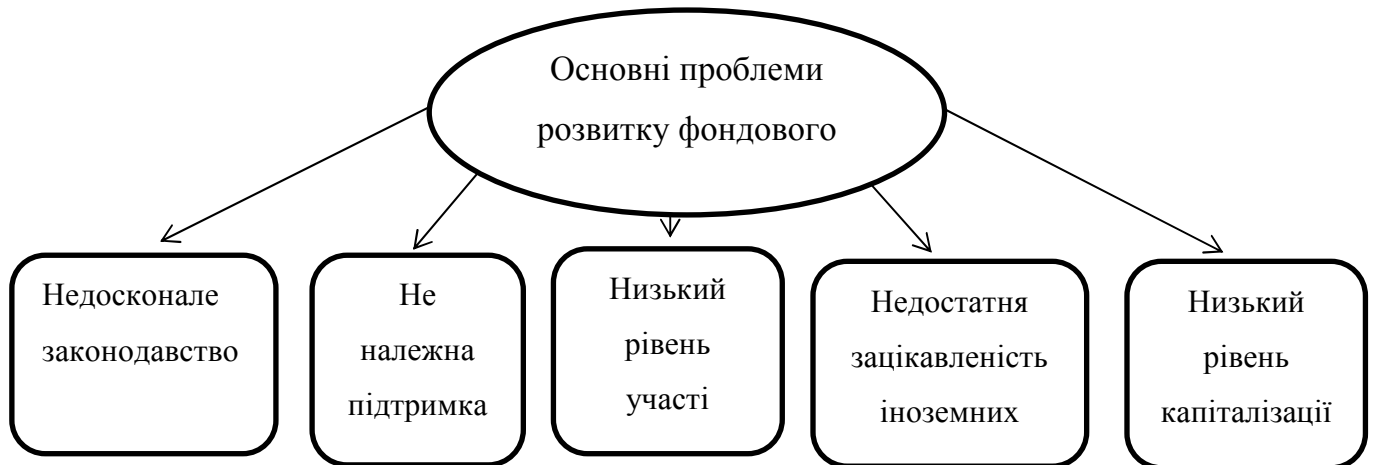 Основні проблеми
розвитку фондового
Недосконале
законодавство
Не
належна
підтримка
Низький
рівень
участі
Недостатня
зацікавленість
іноземних
Низький
рівень
капіталізації